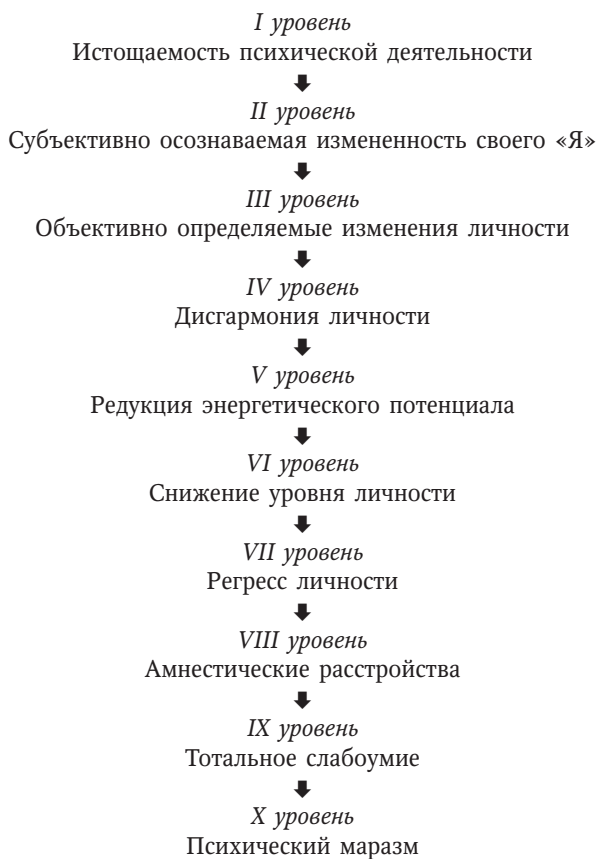 I уровень
Истощаемость психической деятельности
II уровень
Субъективно осознаваемая измененность своего «Я»
III уровень
Объективно определяемые изменения личности
IV уровень
Дисгармония личности
V уровень
Редукция энергетического потенциала
VI уровень
Снижение уровня личности
VII уровень
Регресс личности
VIII уровень
Амнестические расстройства
IX уровень
Тотальное слабоумие
X уровень
Психический маразм